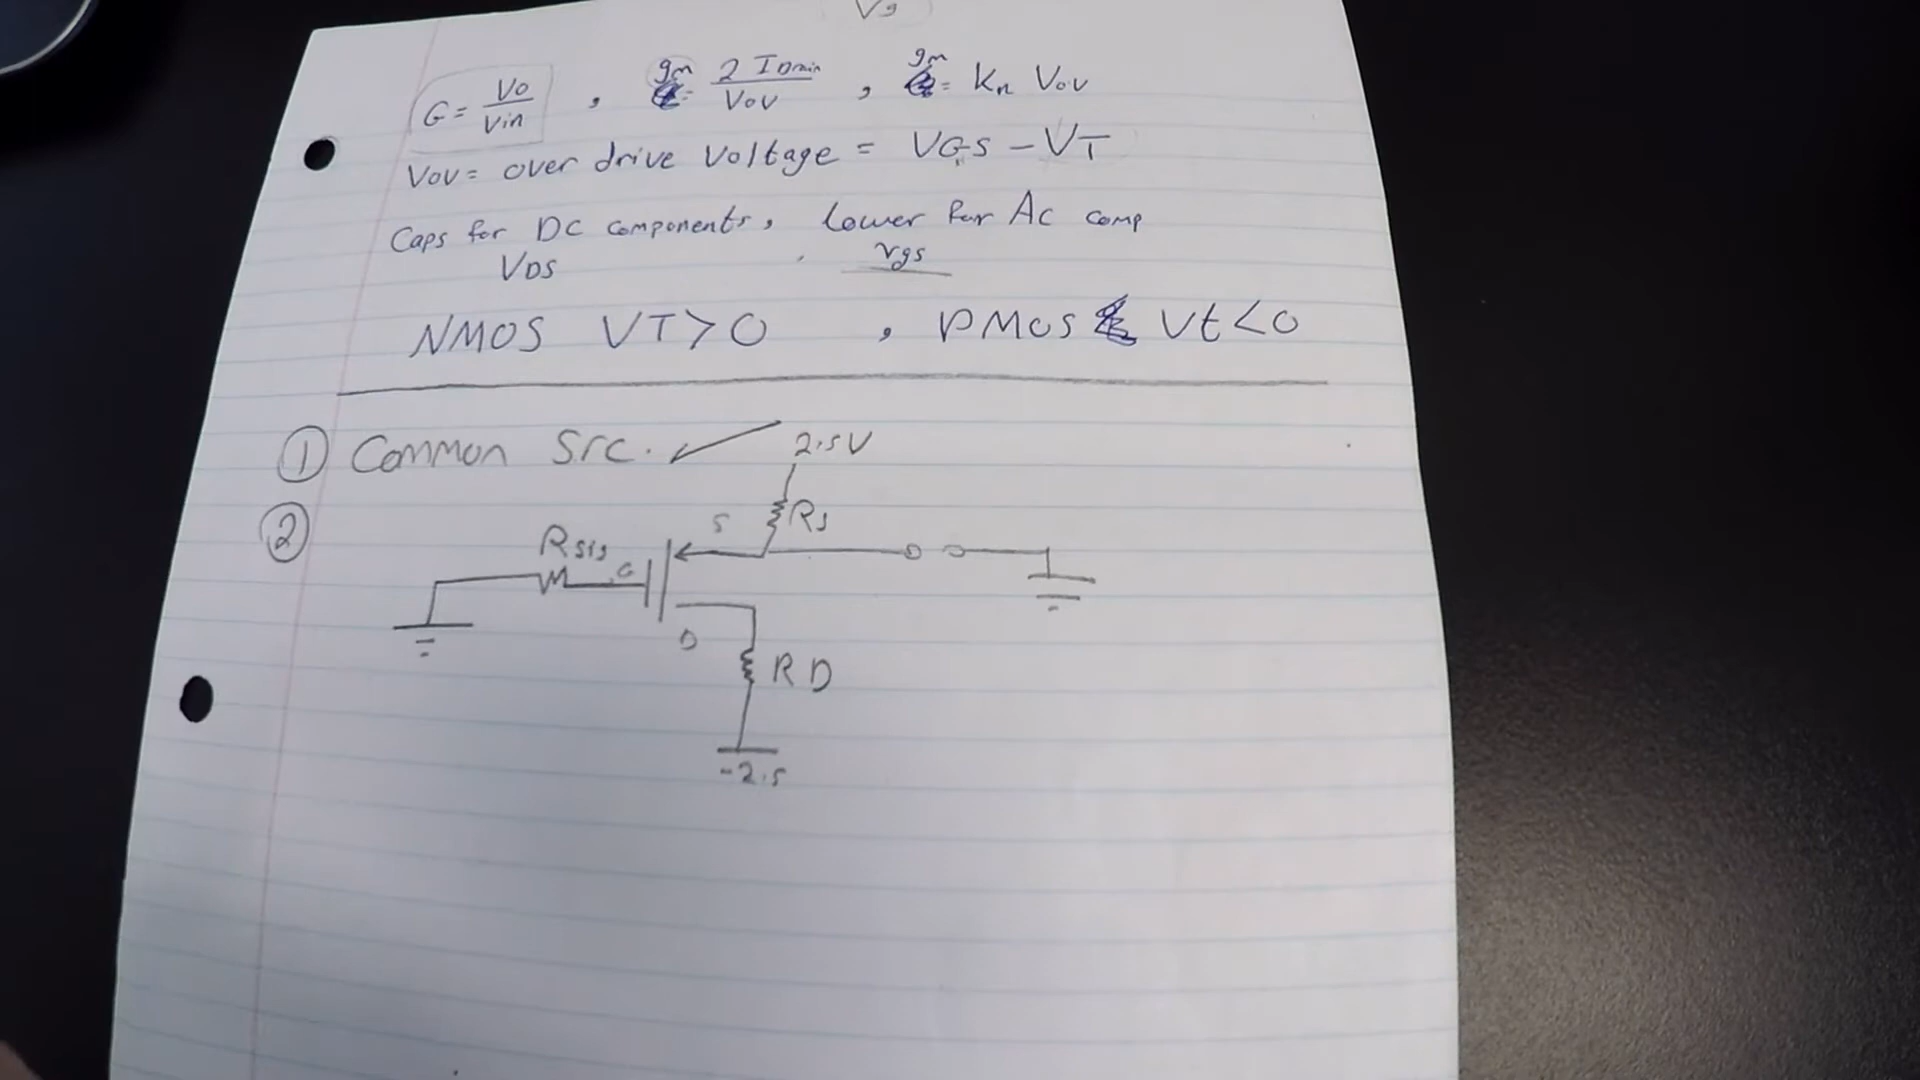 Vg
G = Vo/Vin , gm = 2 IDmin/VOV , gm = Kn VOV
VOV = over drive Voltage = VGS - VT
Caps for DC components, lower for AC comp
VDS vgs
NMOS VT>0 , PMOS Vt<0
① Common Src.
2.5V
②
Rs
S
Rsig
G
D
RD
-2.5